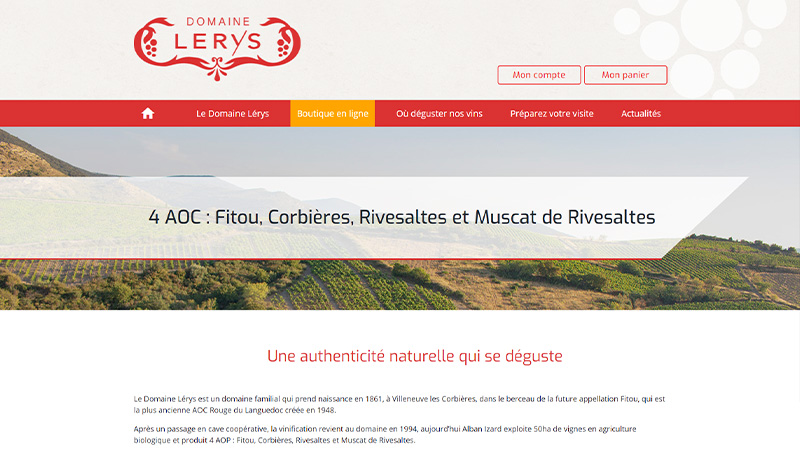 DOMAINE
LERYS
Mon compte
Mon panier
Le Domaine Lérys
Boutique en ligne
Où déguster nos vins
Préparez votre visite
Actualités
4 AOC : Fitou, Corbières, Rivesaltes et Muscat de Rivesaltes
Une authenticité naturelle qui se déguste
Le Domaine Lérys est un domaine familial qui prend naissance en 1861, à Villeneuve les Corbières, dans le berceau de la future appellation Fitou, qui est
la plus ancienne AOC Rouge du Languedoc créée en 1948.
Après un passage en cave coopérative, la vinification revient au domaine en 1994, aujourd'hui Alban Izard exploite 50ha de vignes en agriculture
biologique et produit 4 AOP : Fitou, Corbières, Rivesaltes et Muscat de Rivesaltes.